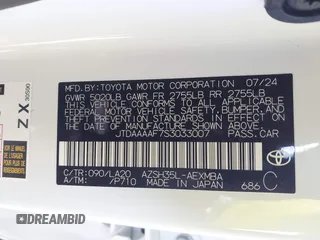 ZX
36590
MFD.BY:TOYOTA MOTOR CORPORATION 07/24
GVWR 5020LB GAWR FR 2755LB RR 2755LB
THIS VEHICLE CONFORMS TO ALL APPLICABLE
FEDERAL MOTOR VEHICLE SAFETY,BUMPER,AND
THEFT PREVENTION STANDARDS IN EFFECT ON
THE DATE OF MANUFACTURE SHOWN ABOVE.
JTDAAAAF7S3033007 PASS.CAR
C/TR:090/LA20 AZSH35L-AEXMBA
A/TM: /P710 MADE IN JAPAN 686 C
TOYOTA
DREAMBID